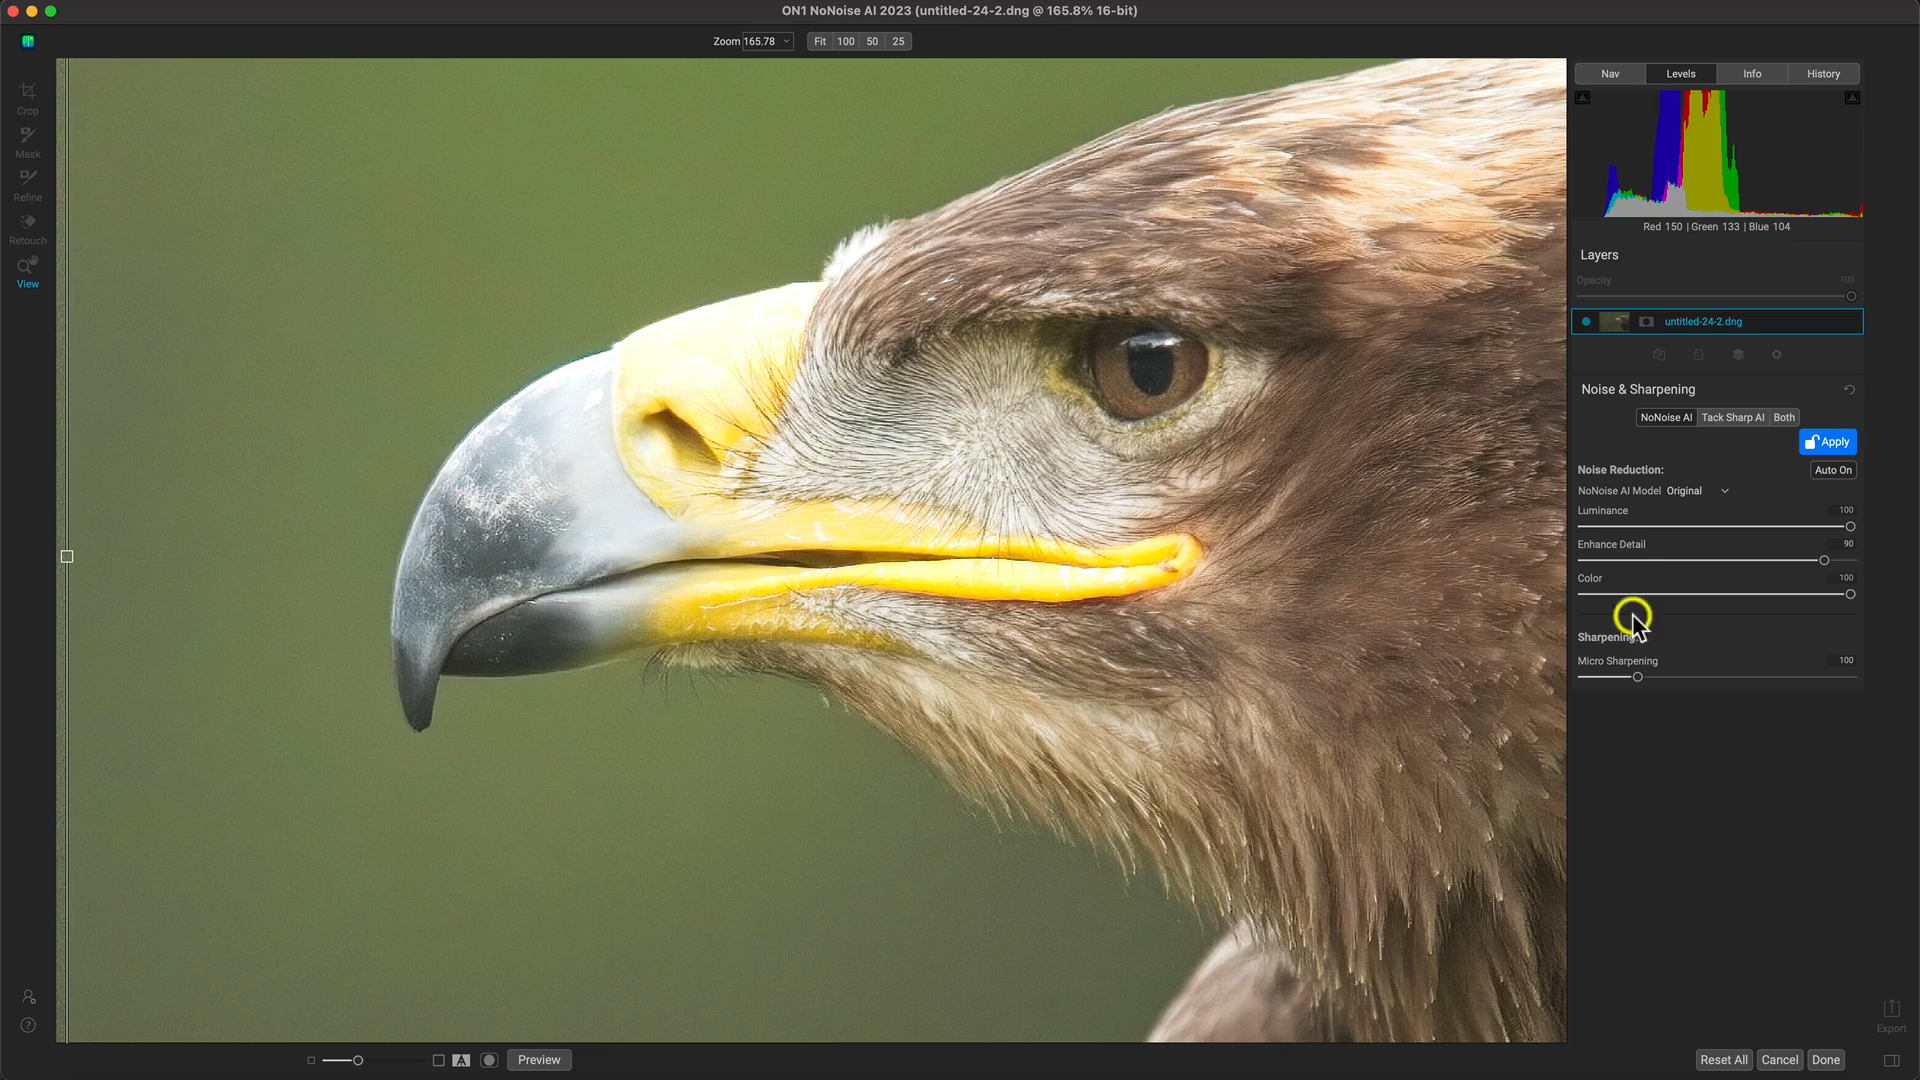 ON1 NoNoise AI 2023 (untitled-24-2.dng @ 165.8% 16-bit)
Zoom 165.78 Fit 100 50 25
Nav Levels Info History
Crop
Mask
Refine
Retouch
View
Red 150 | Green 133 | Blue 104
Layers
Opacity 100
untitled-24-2.dng
Noise & Sharpening
NoNoise AI Tack Sharp AI Both
Apply
Noise Reduction: Auto On
NoNoise AI Model Original
Luminance 100
Enhance Detail 90
Color 100
Sharpening:
Micro Sharpening 100
Export
A Preview
Reset All Cancel Done